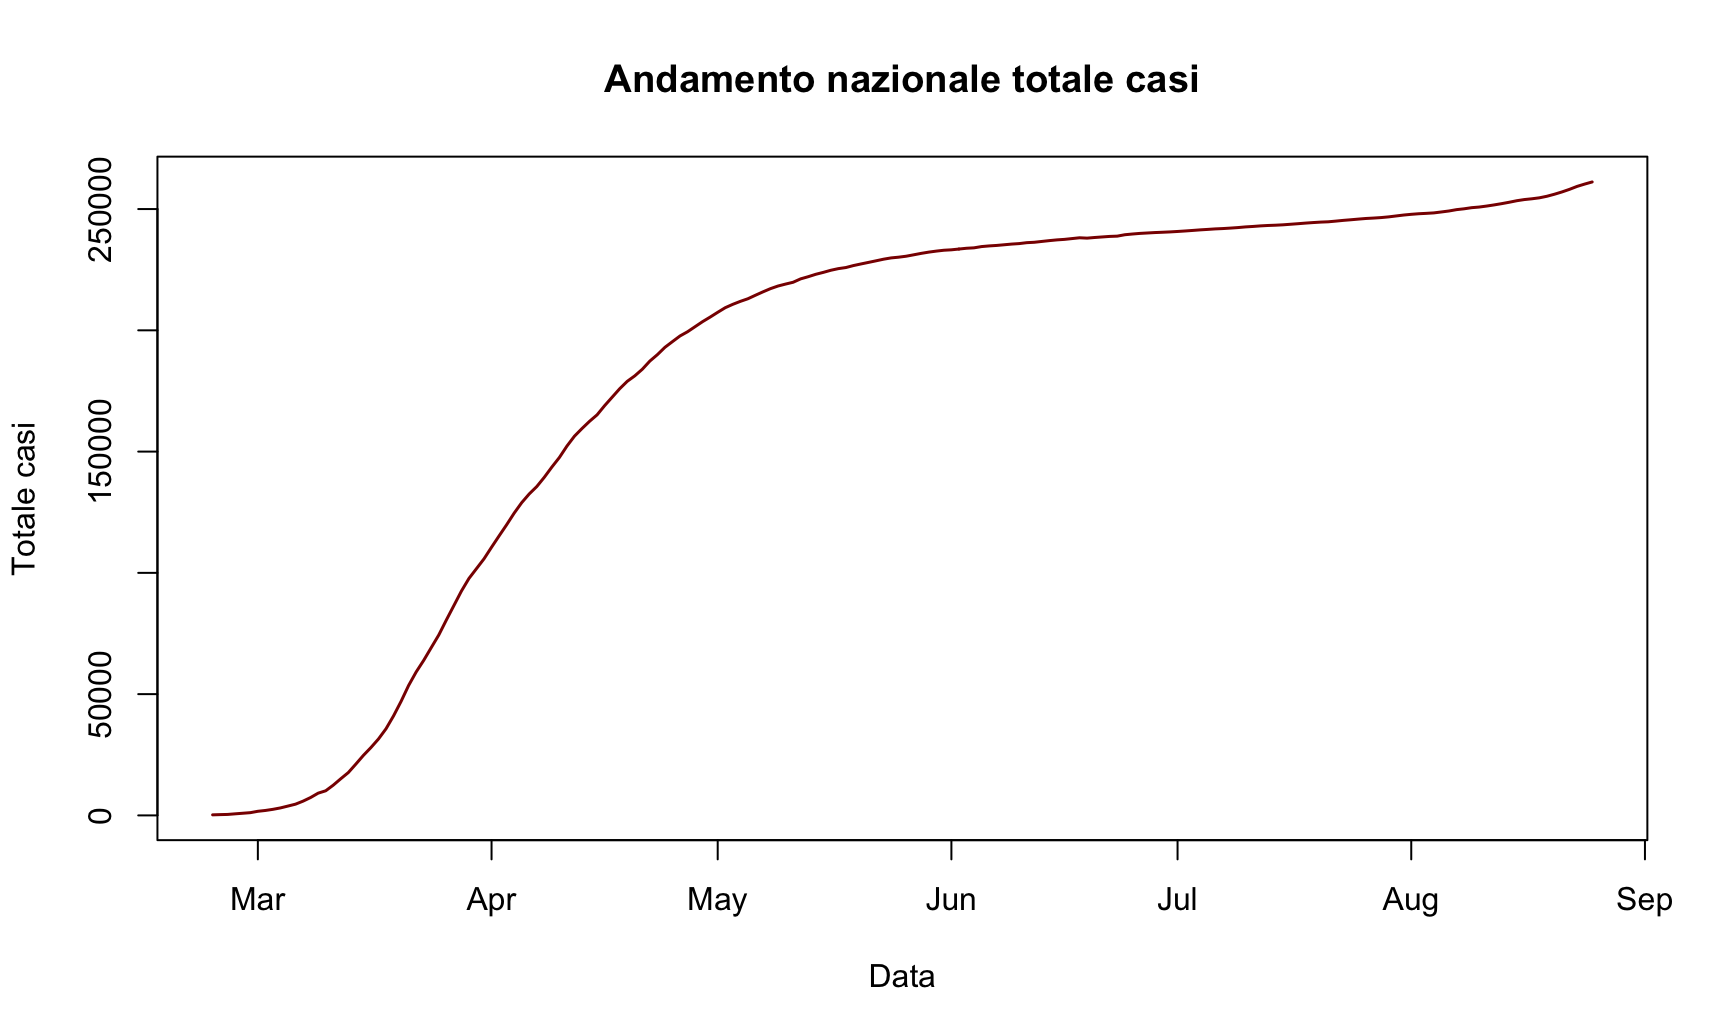 Andamento nazionale totale casi
Totale casi
250000
150000
50000
0
Mar Apr May Jun Jul Aug Sep
Data